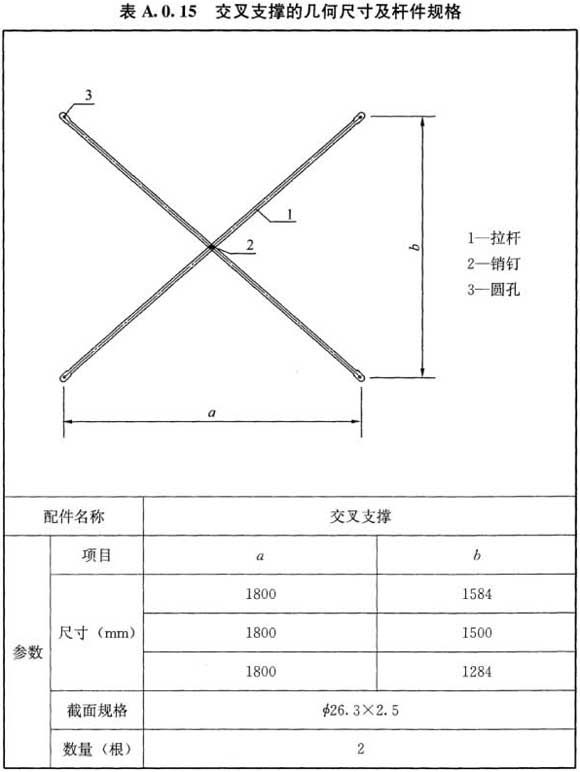 表 A.0.15 交叉支撑的几何尺寸及杆件规格
3
1
2
b
a
1—拉杆
2—销钉
3—圆孔
配件名称 交叉支撑
参数 项目 a b
尺寸（mm） 1800 1584
1800 1500
1800 1284
截面规格 ϕ26.3×2.5
数量（根） 2